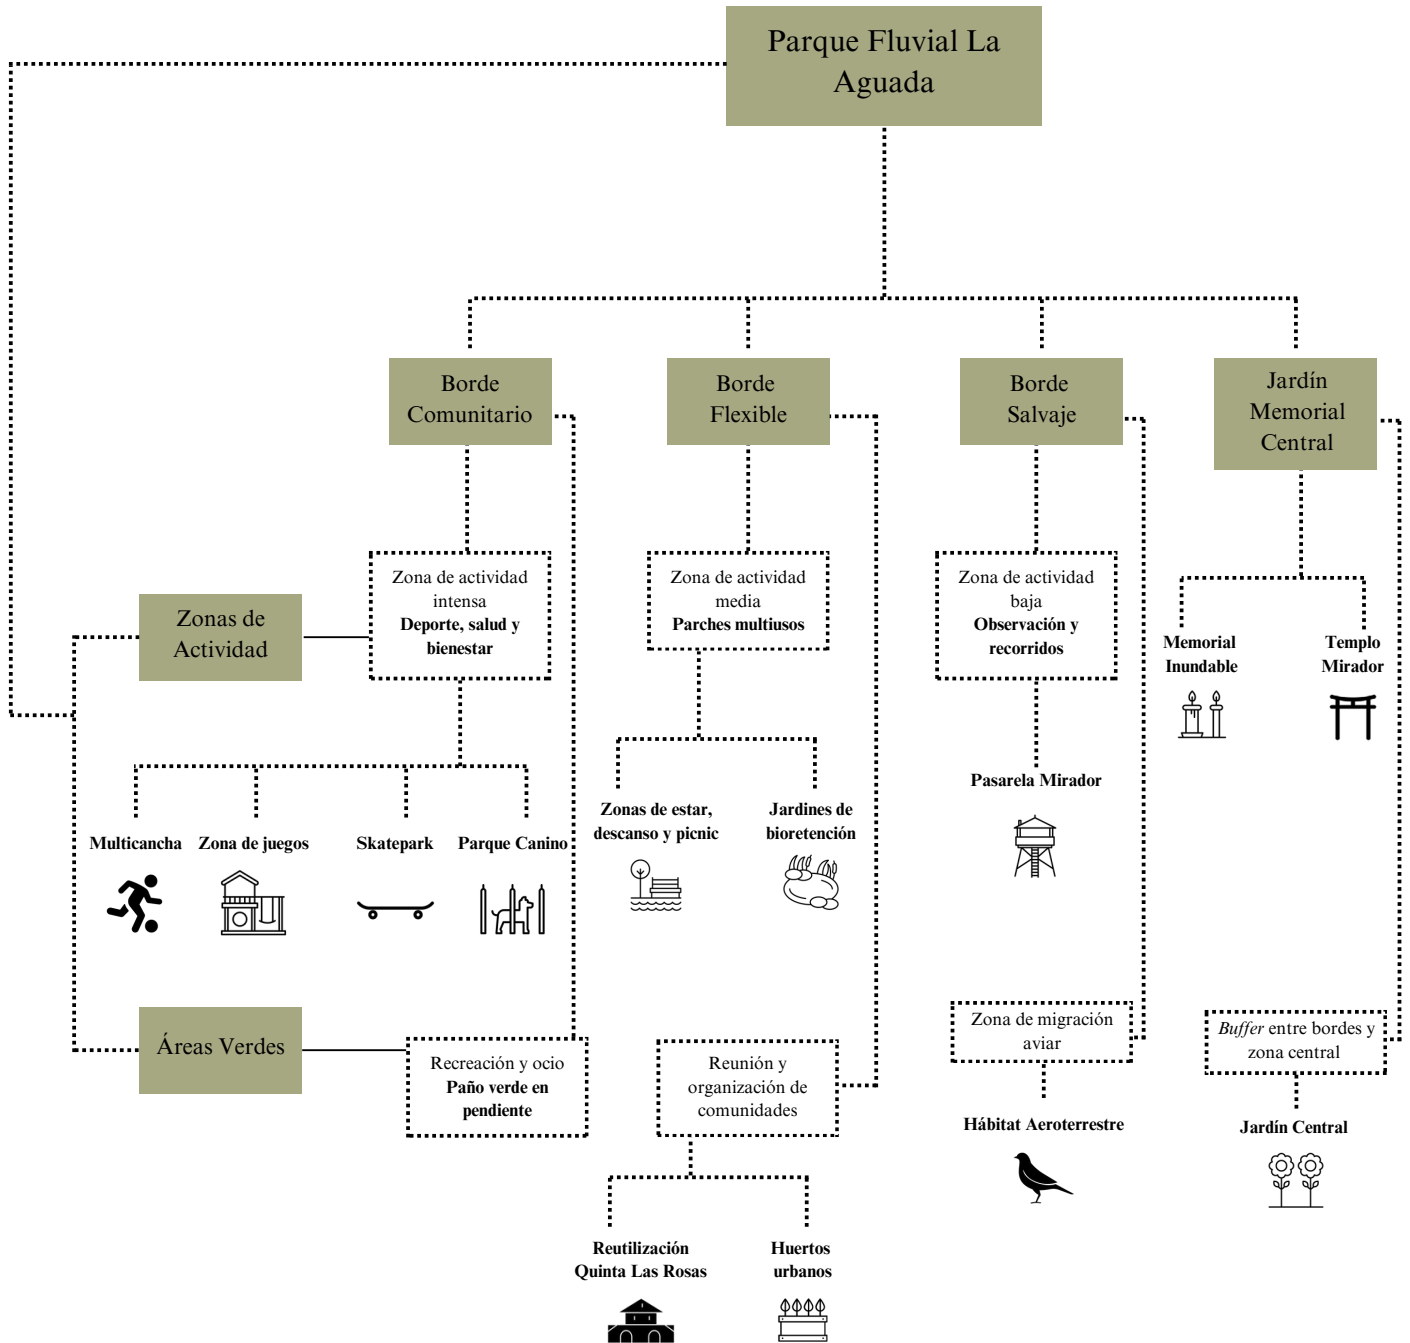 Parque Fluvial La
Aguada
Borde
Comunitario
Borde
Flexible
Borde
Salvaje
Jardín
Memorial
Central
Zonas de
Actividad
Zona de actividad
intensa
Deporte, salud y
bienestar
Zona de actividad
media
Parches multiusos
Zona de actividad
baja
Observación y
recorridos
Memorial
Inundable
Templo
Mirador
Multicancha
Zona de juegos
Skatepark
Parque Canino
Zonas de estar,
descanso y picnic
Jardines de
bioretención
Pasarela Mirador
Áreas Verdes
Recreación y ocio
Paño verde en
pendiente
Reunión y
organización de
comunidades
Zona de migración
aviar
Buffer entre bordes y
zona central
Hábitat Aeroterrestre
Jardín Central
Reutilización
Quinta Las Rosas
Huertos
urbanos